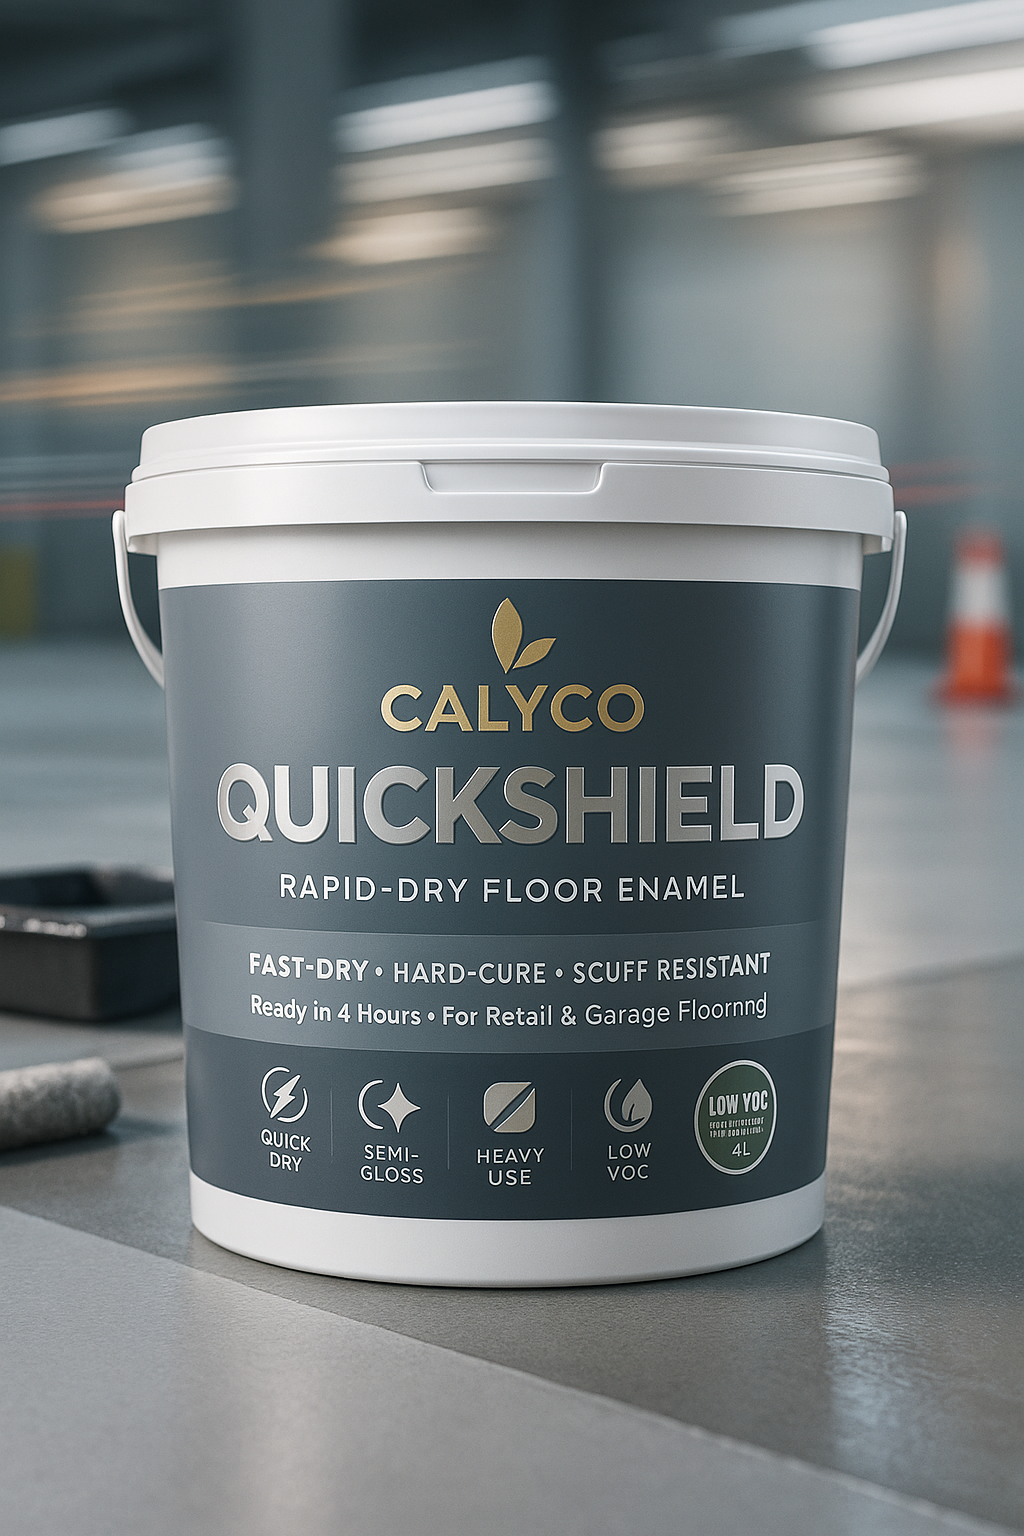 CALYCO
QUICKSHIELD
RAPID-DRY FLOOR ENAMEL
FAST-DRY • HARD-CURE • SCUFF RESISTANT
Ready in 4 Hours • For Retail & Garage Floornng
QUICK
DRY
SEMI-
GLOSS
HEAVY
USE
LOW
VOC
LOW YOC
4L